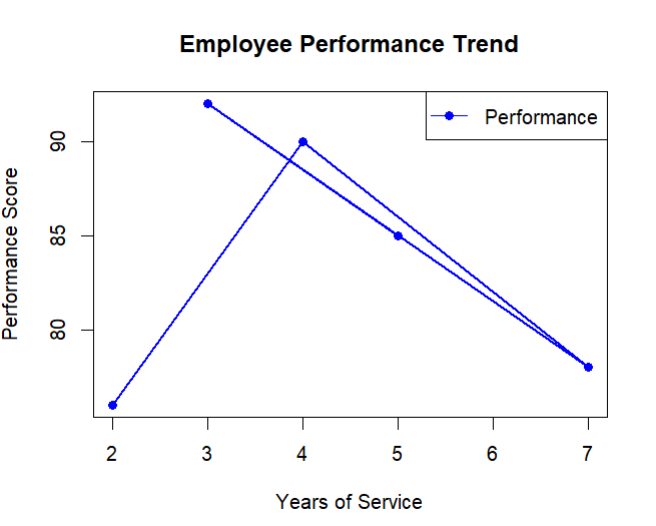 Employee Performance Trend
Performance
Performance Score
90
85
80
2 3 4 5 6 7
Years of Service